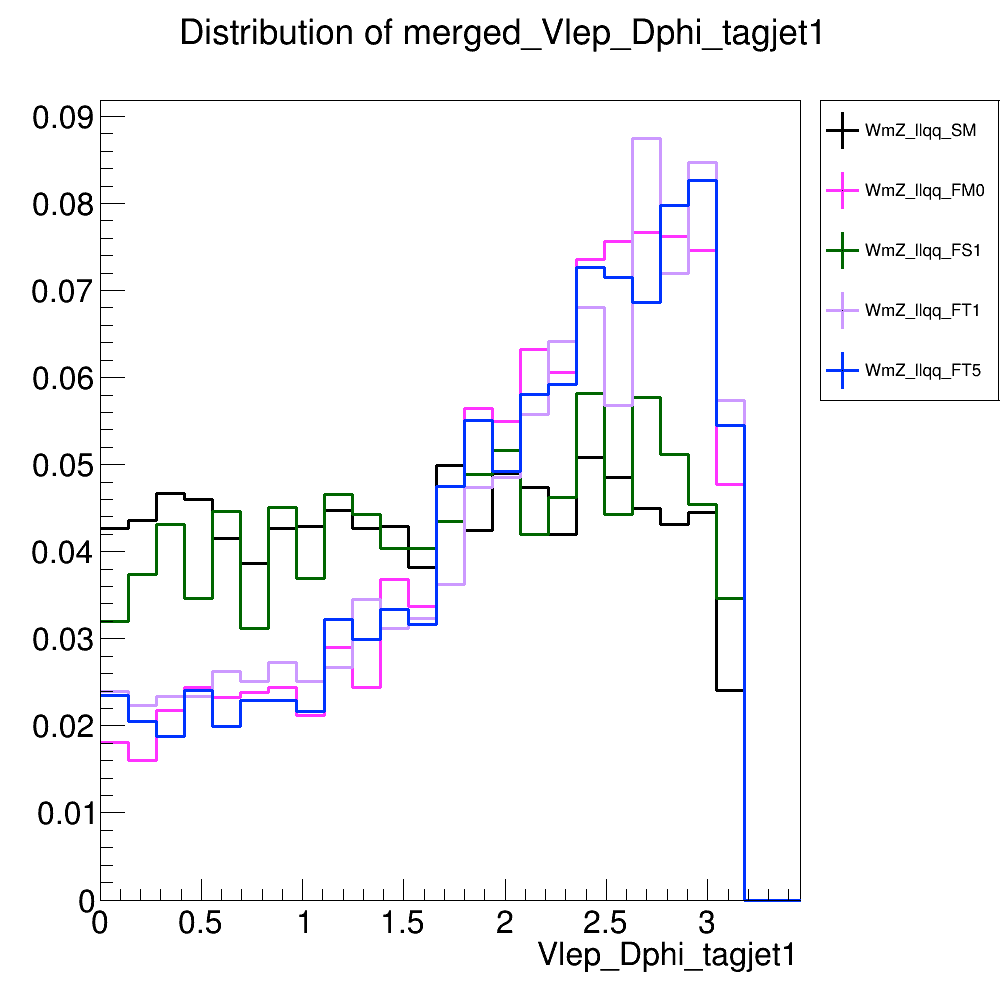 Distribution of merged_Vlep_Dphi_tagjet1
0.09
0.08
0.07
0.06
0.05
0.04
0.03
0.02
0.01
0
0 0.5 1 1.5 2 2.5 3
Vlep_Dphi_tagjet1
WmZ_llqq_SM
WmZ_llqq_FM0
WmZ_llqq_FS1
WmZ_llqq_FT1
WmZ_llqq_FT5